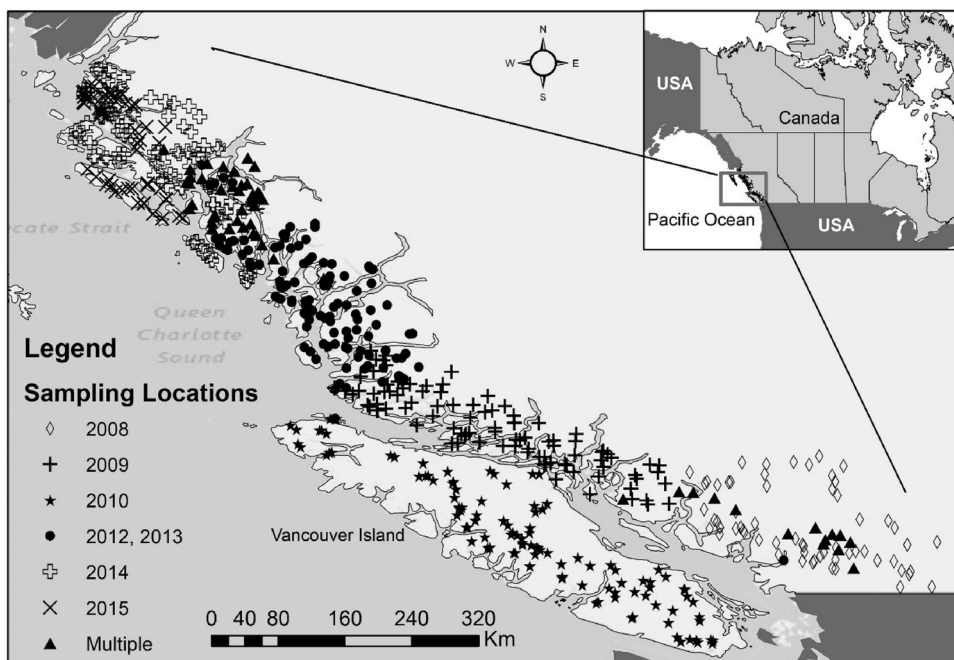 N
W E
S
USA
Canada
Pacific Ocean
USA
ecate Strait
Queen
Charlotte
Sound
Legend
Sampling Locations
2008
2009
2010
2012, 2013
2014
2015
Multiple
Vancouver Island
0 40 80 160 240 320
Km